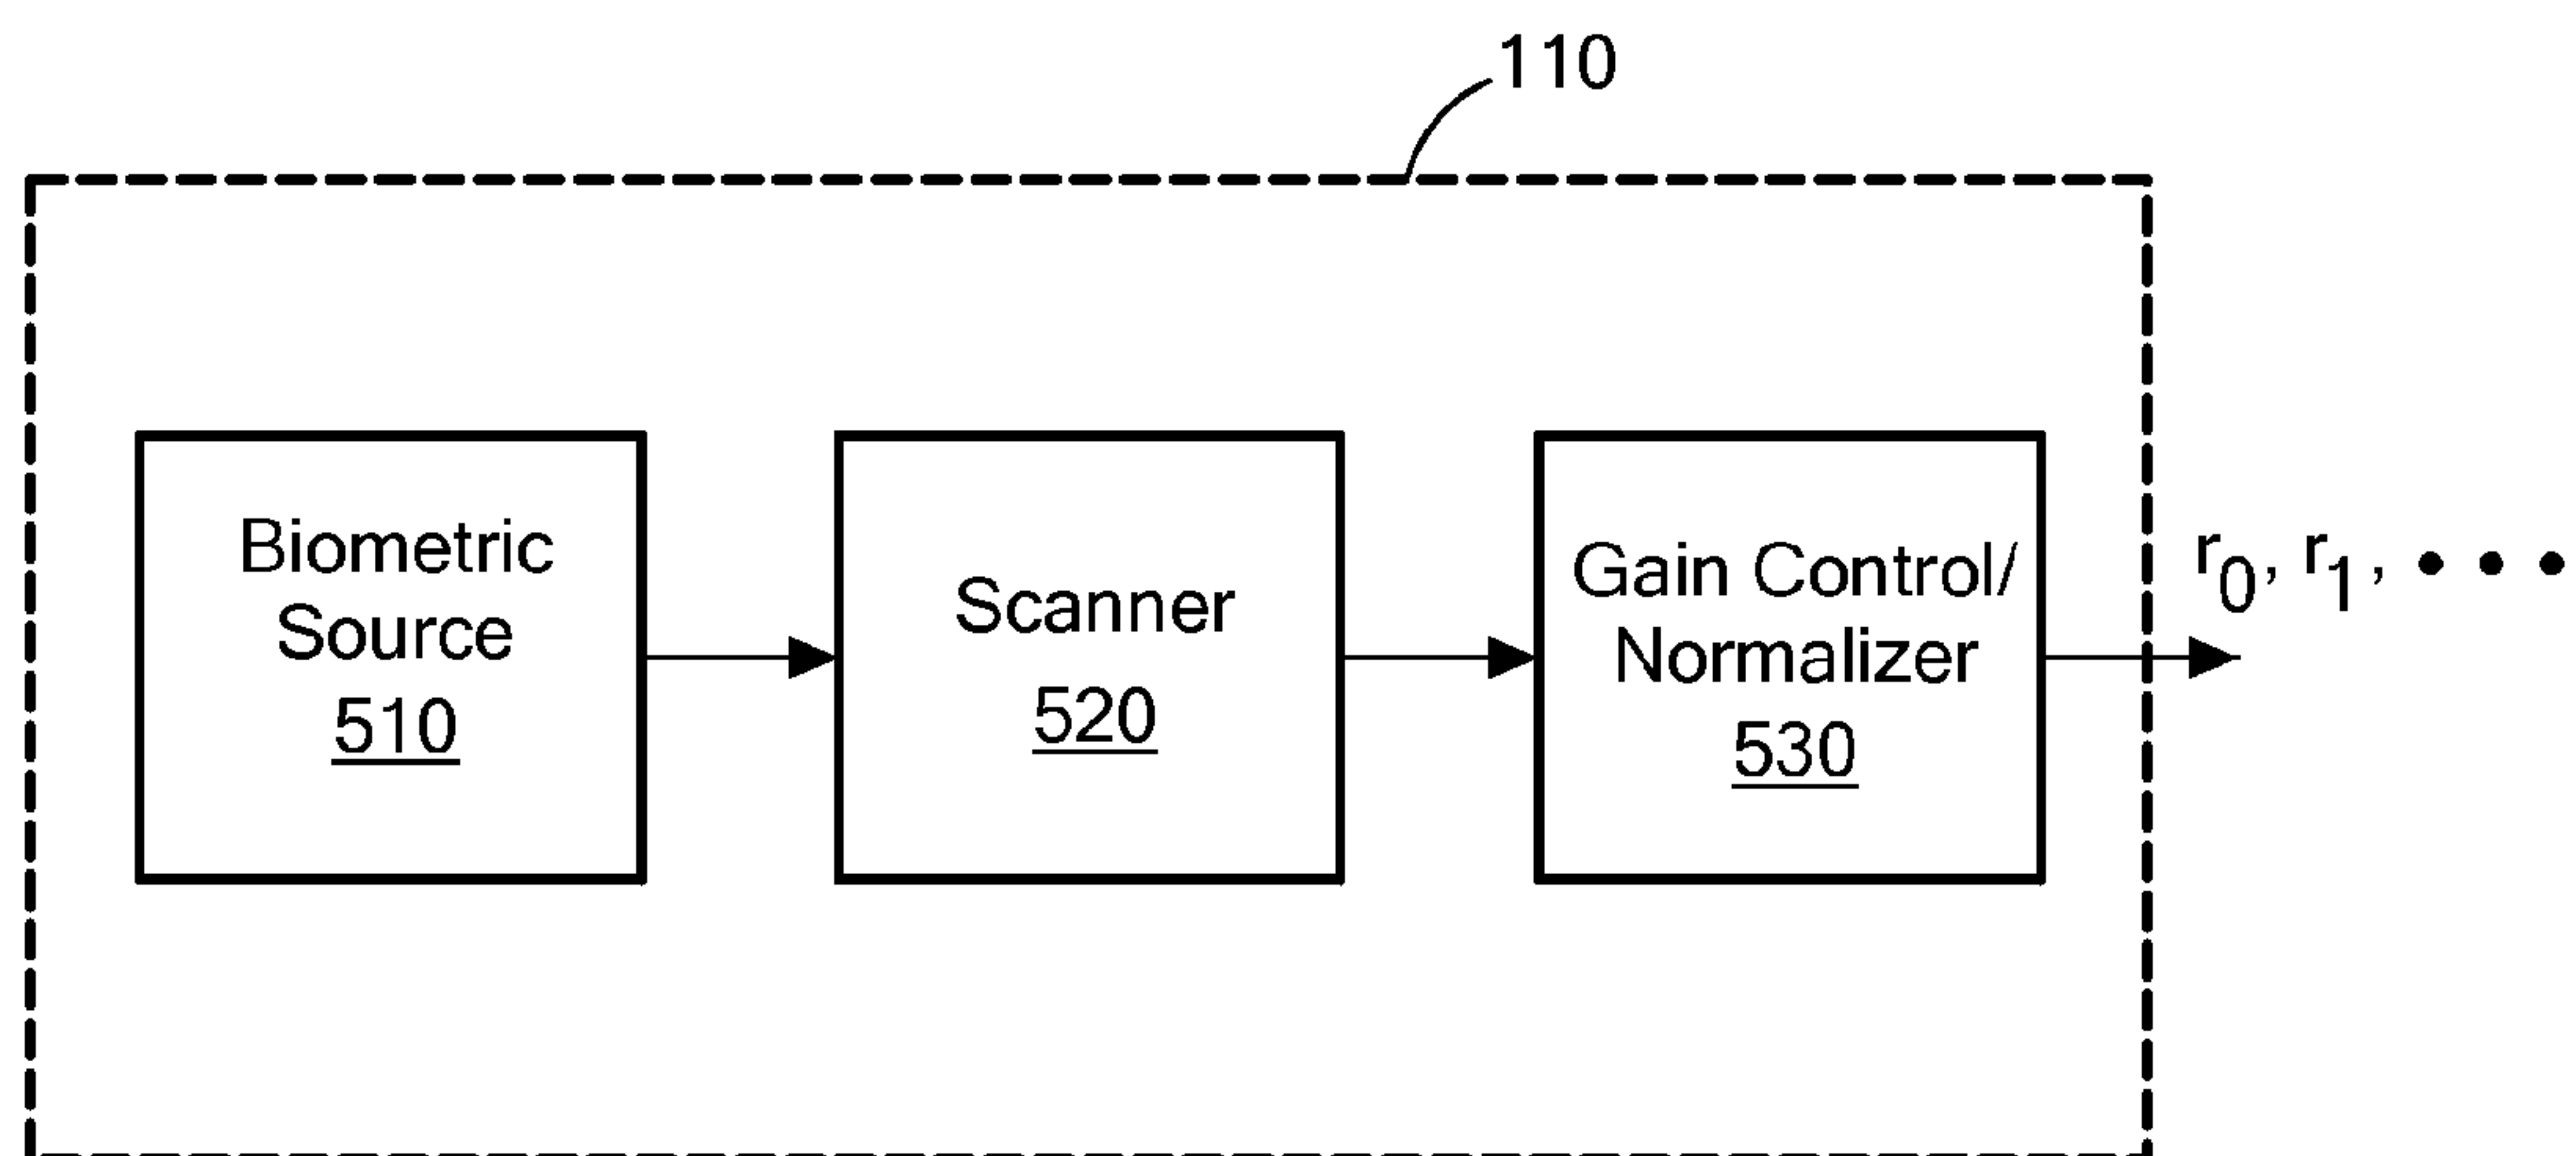 110
Biometric
Source
510
Scanner
520
Gain Control/
Normalizer
530
r0, r1, • • •